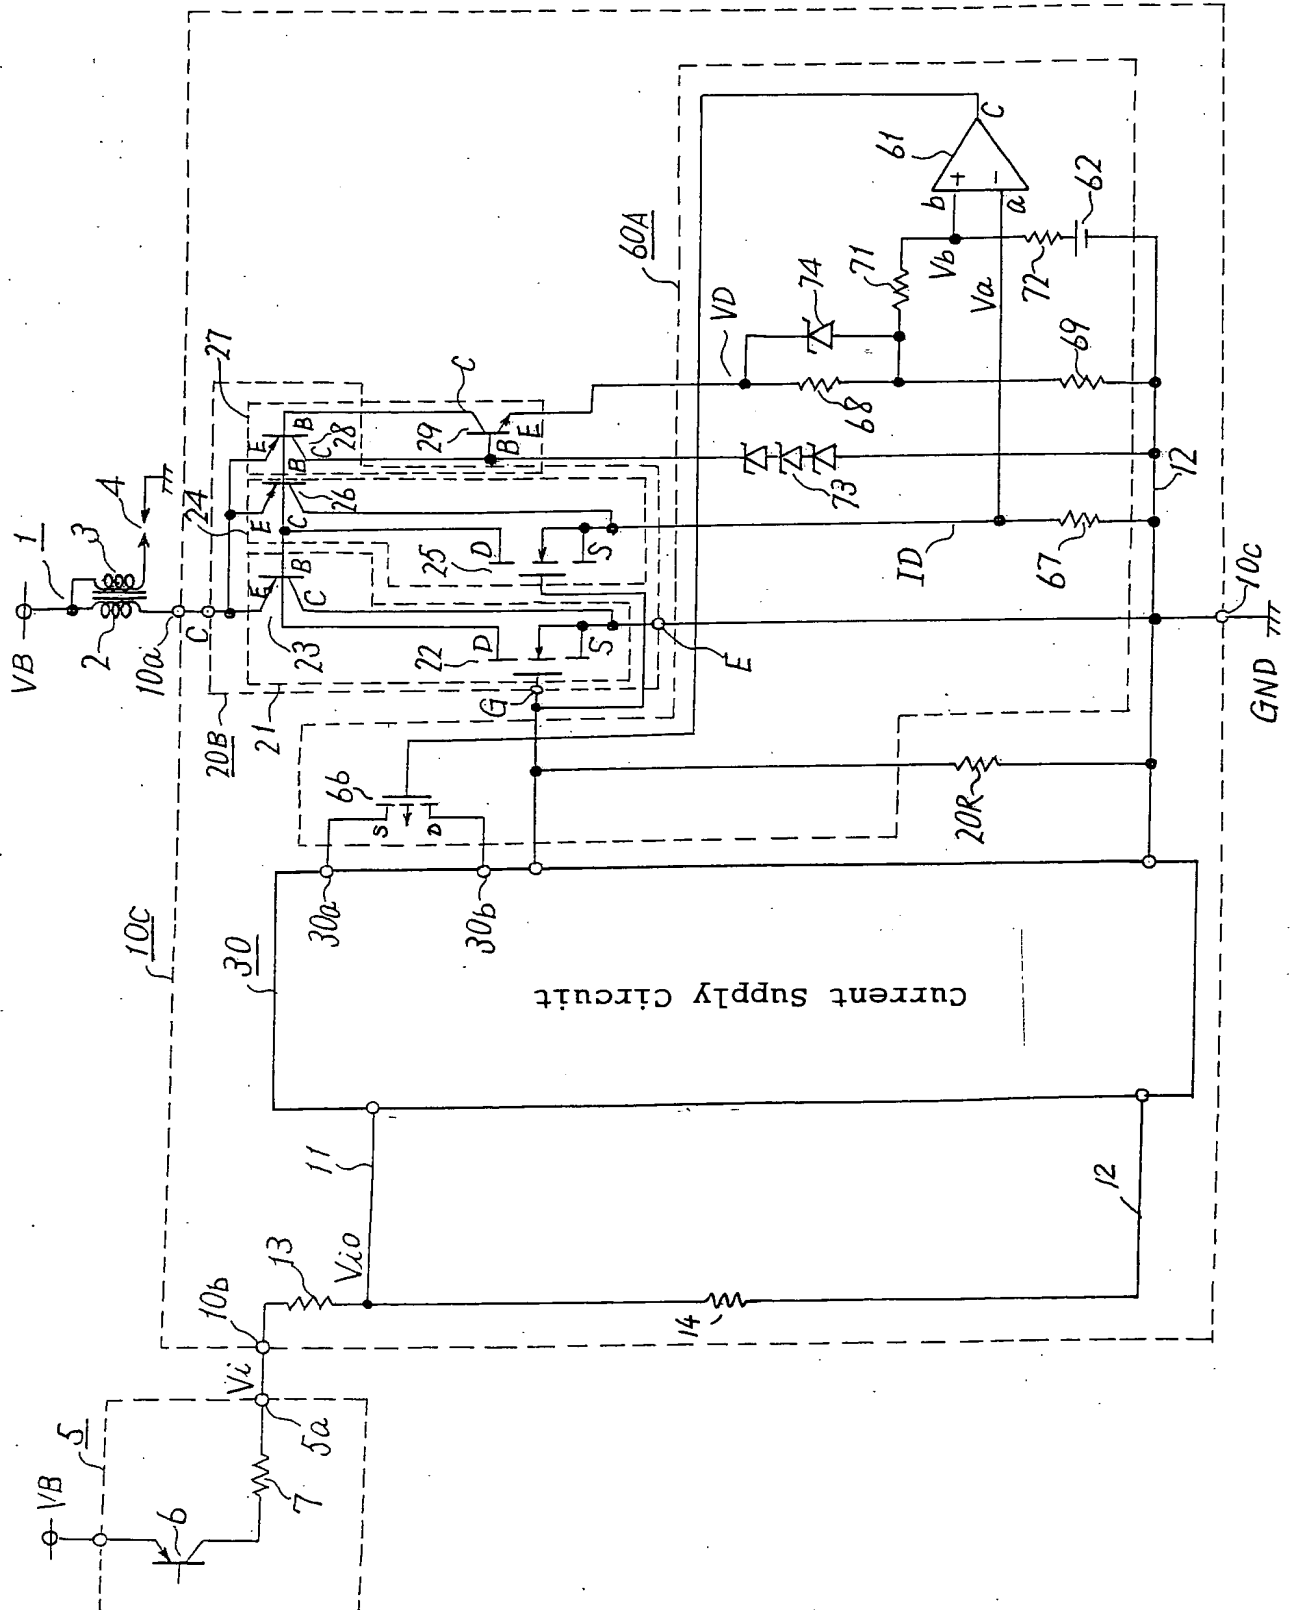 VB
1
2
3
4
10a
C
10C
20B
21
24
27
E
B
C
23
E
B
C
26
E
B
C
28
C
29
B
E
22
D
S
25
D
S
G
E
60A
VD
74
71
68
73
ID
67
69
61
b
+
a
−
C
Vb
Va
72
62
12
10c
GND
66
S
D
20R
30a
30b
30
Current Supply Circuit
11
12
Vio
13
14
10b
Vi
5a
5
VB
6
7